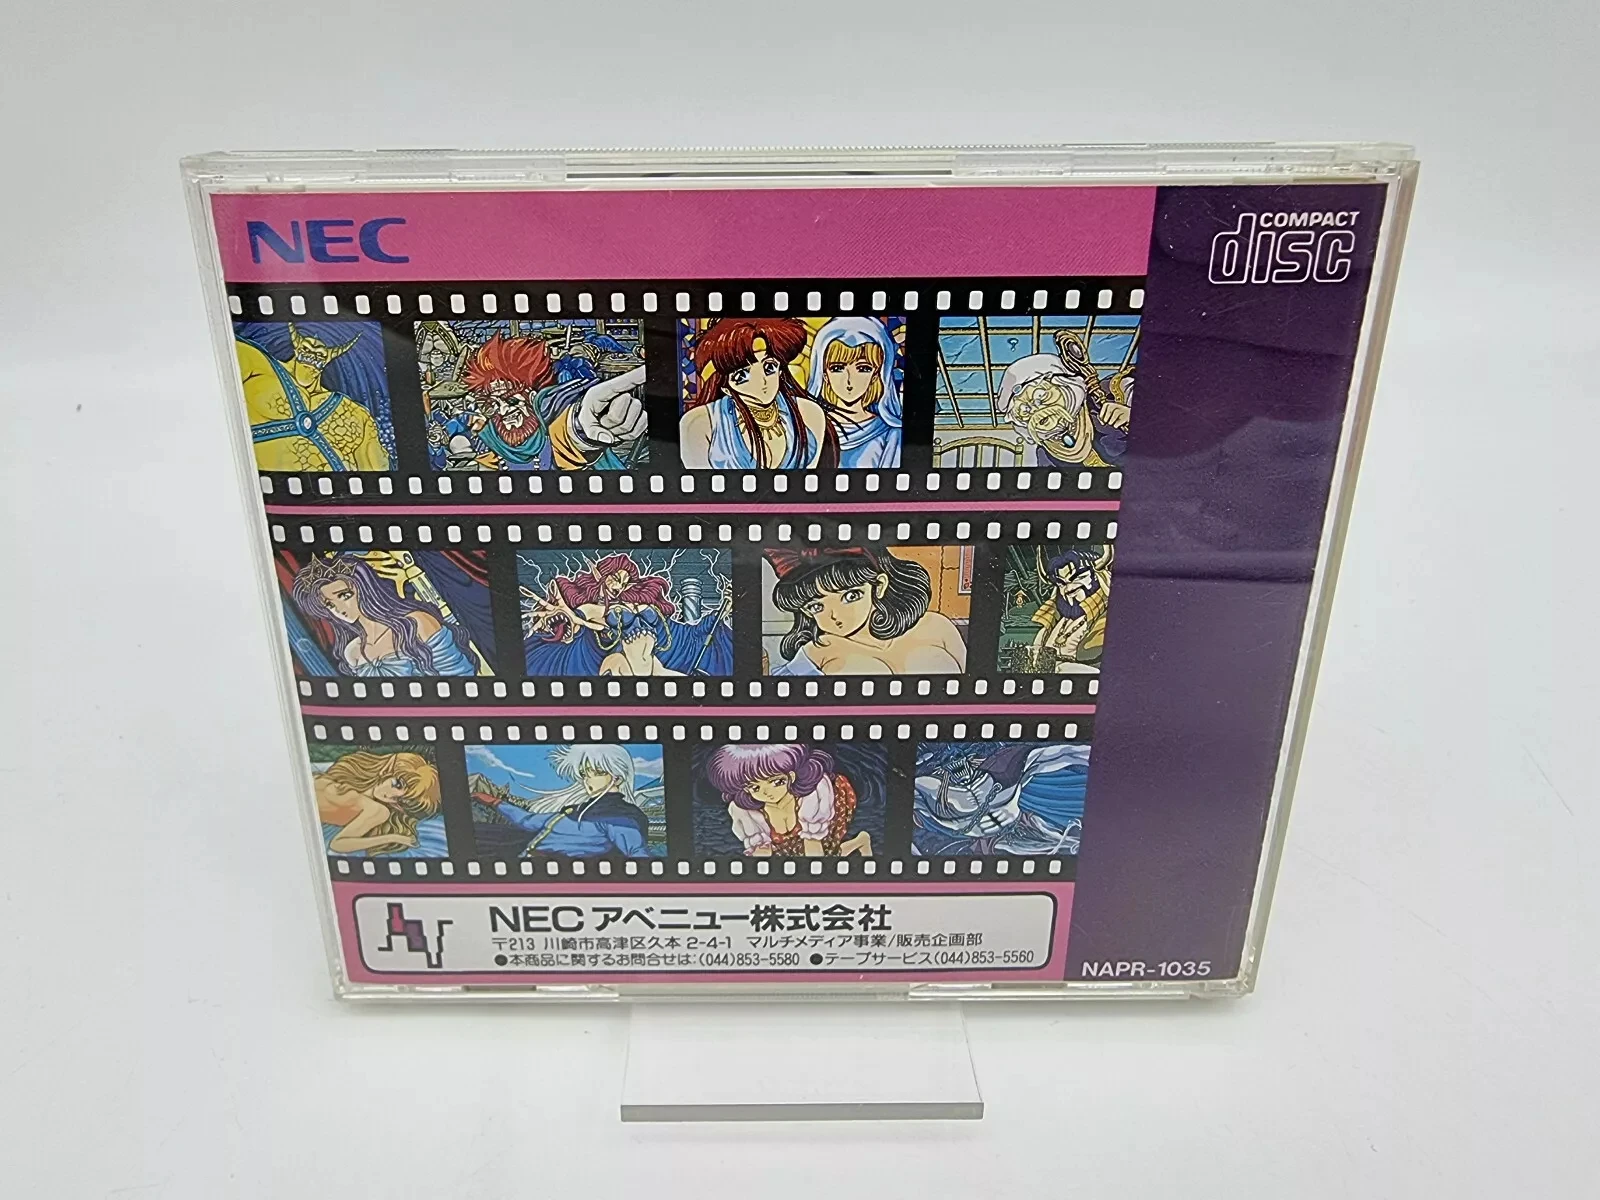 NEC
COMPACT
disc
NECアベニュー株式会社
〒213 川崎市高津区久本2-4-1 マルチメディア事業/販売企画部
●本商品に関するお問合せは:(044)853-5580 ●テープサービス(044)853-5560
NAPR-1035